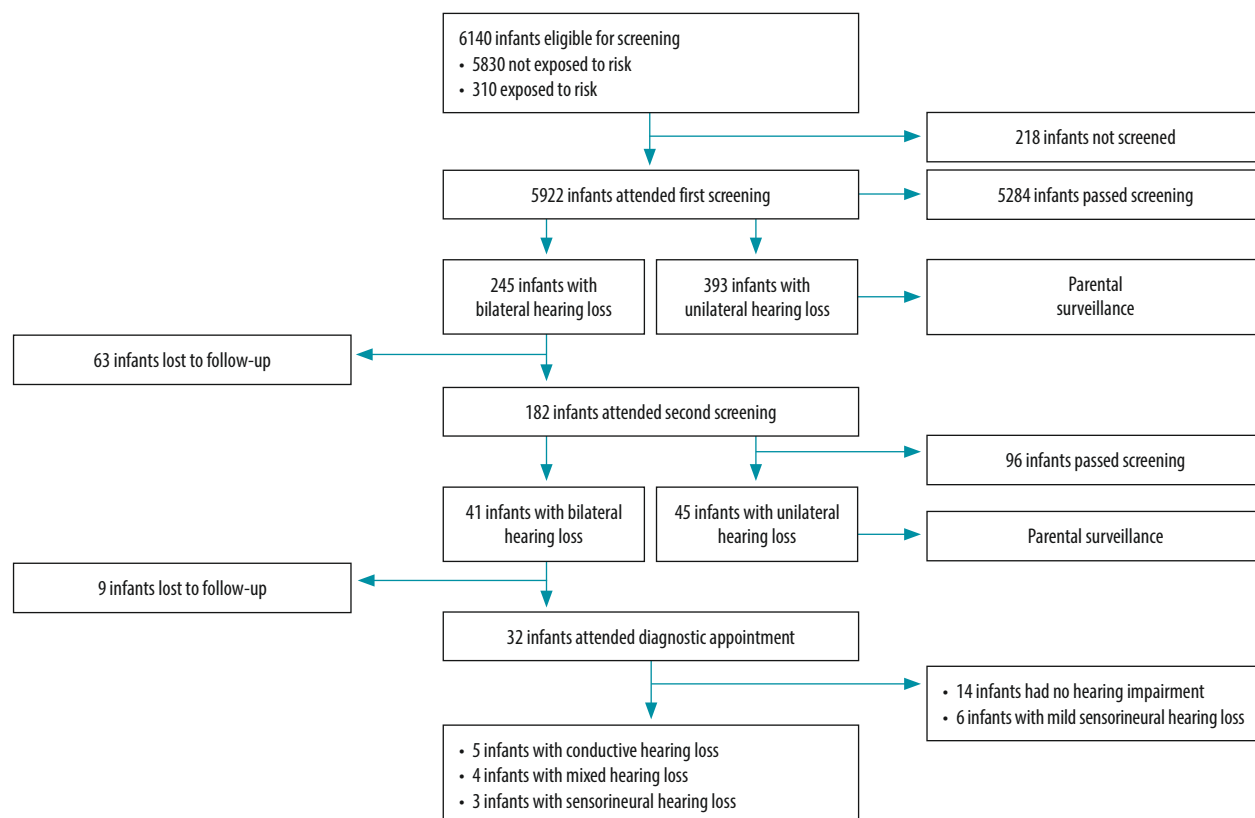 6140 infants eligible for screening
• 5830 not exposed to risk
• 310 exposed to risk
218 infants not screened
5922 infants attended first screening
5284 infants passed screening
245 infants with
bilateral hearing loss
393 infants with
unilateral hearing loss
Parental
surveillance
63 infants lost to follow-up
182 infants attended second screening
96 infants passed screening
41 infants with bilateral
hearing loss
45 infants with unilateral
hearing loss
Parental surveillance
9 infants lost to follow-up
32 infants attended diagnostic appointment
• 14 infants had no hearing impairment
• 6 infants with mild sensorineural hearing loss
• 5 infants with conductive hearing loss
• 4 infants with mixed hearing loss
• 3 infants with sensorineural hearing loss